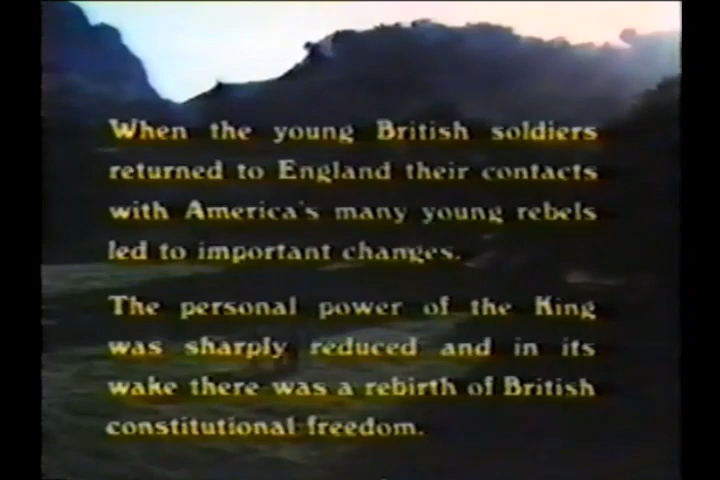 When the young British soldiers
returned to England their contacts
with America's many young rebels
led to important changes.
The personal power of the King
was sharply reduced and in its
wake there was a rebirth of British
constitutional freedom.